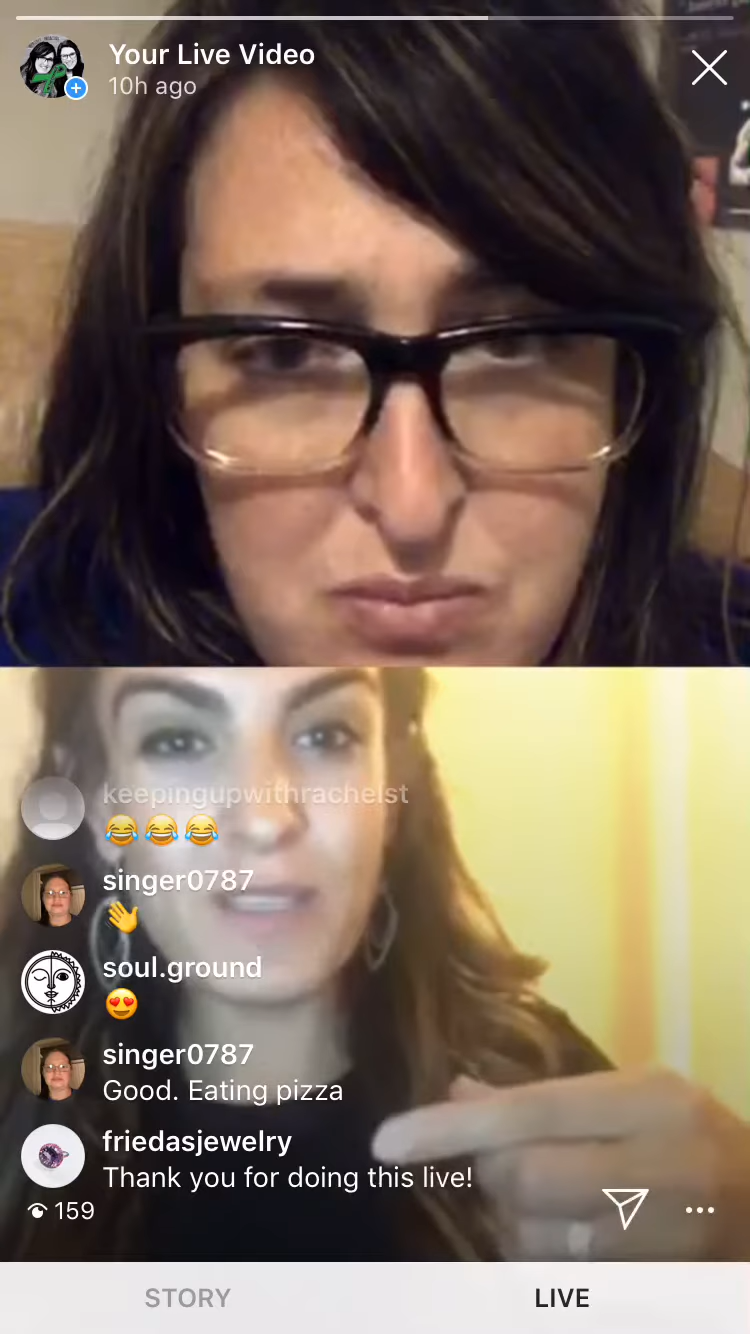 Your Live Video
10h ago
keepingupwithrachelst
😂😂😂
singer0787
👋
soul.ground
😍
singer0787
Good. Eating pizza
friedasjewelry
Thank you for doing this live!
159
STORY
LIVE